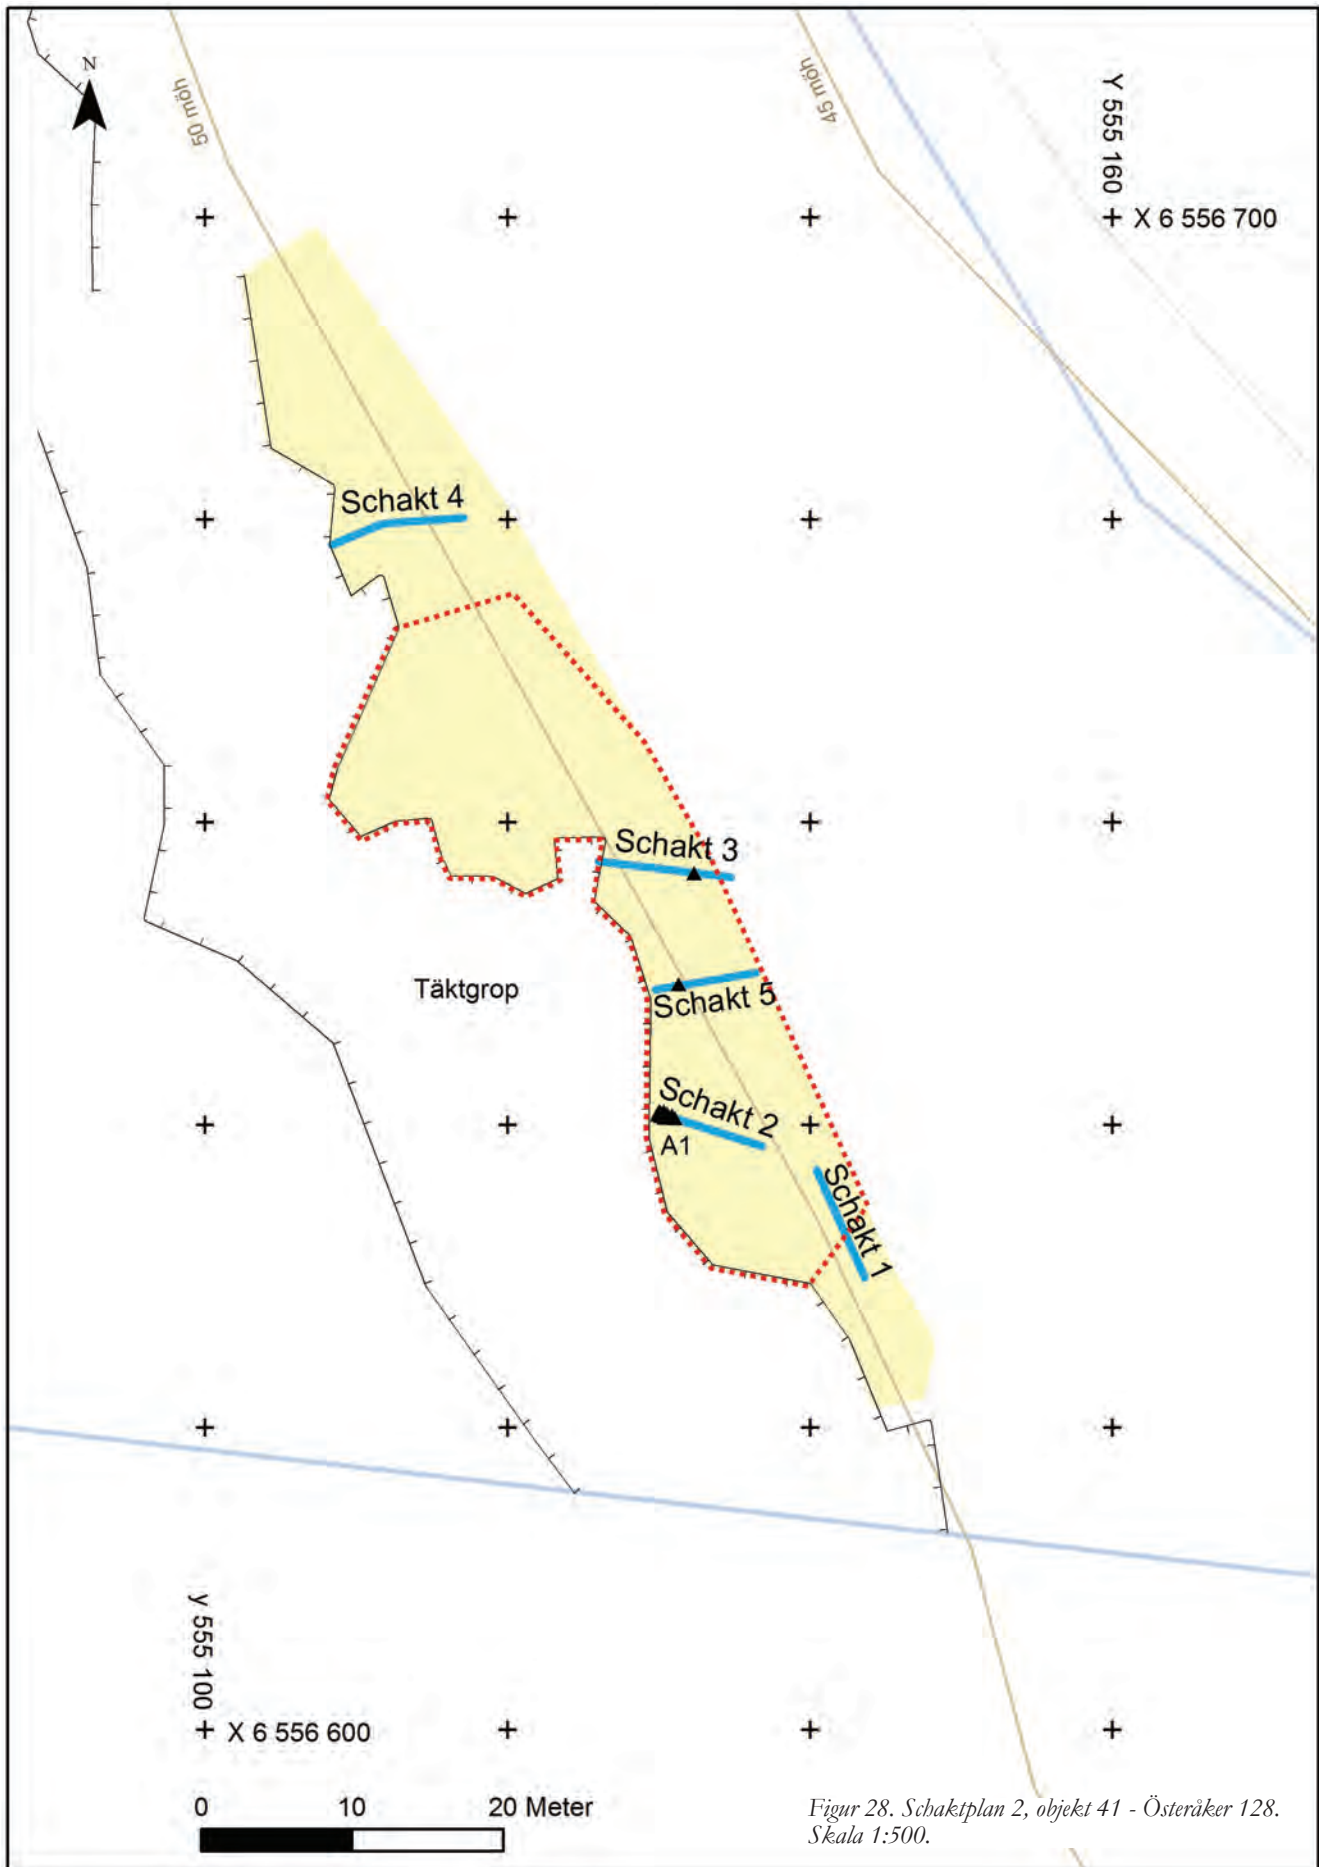 N
50 möh
45 möh
Y 555 160
X 6 556 700
Schakt 4
Schakt 3
Täktgrop
Schakt 5
Schakt 2
A1
Schakt 1
y 555 100
X 6 556 600
0 10 20 Meter
Figur 28. Schaktplan 2, objekt 41 - Österåker 128.
Skala 1:500.